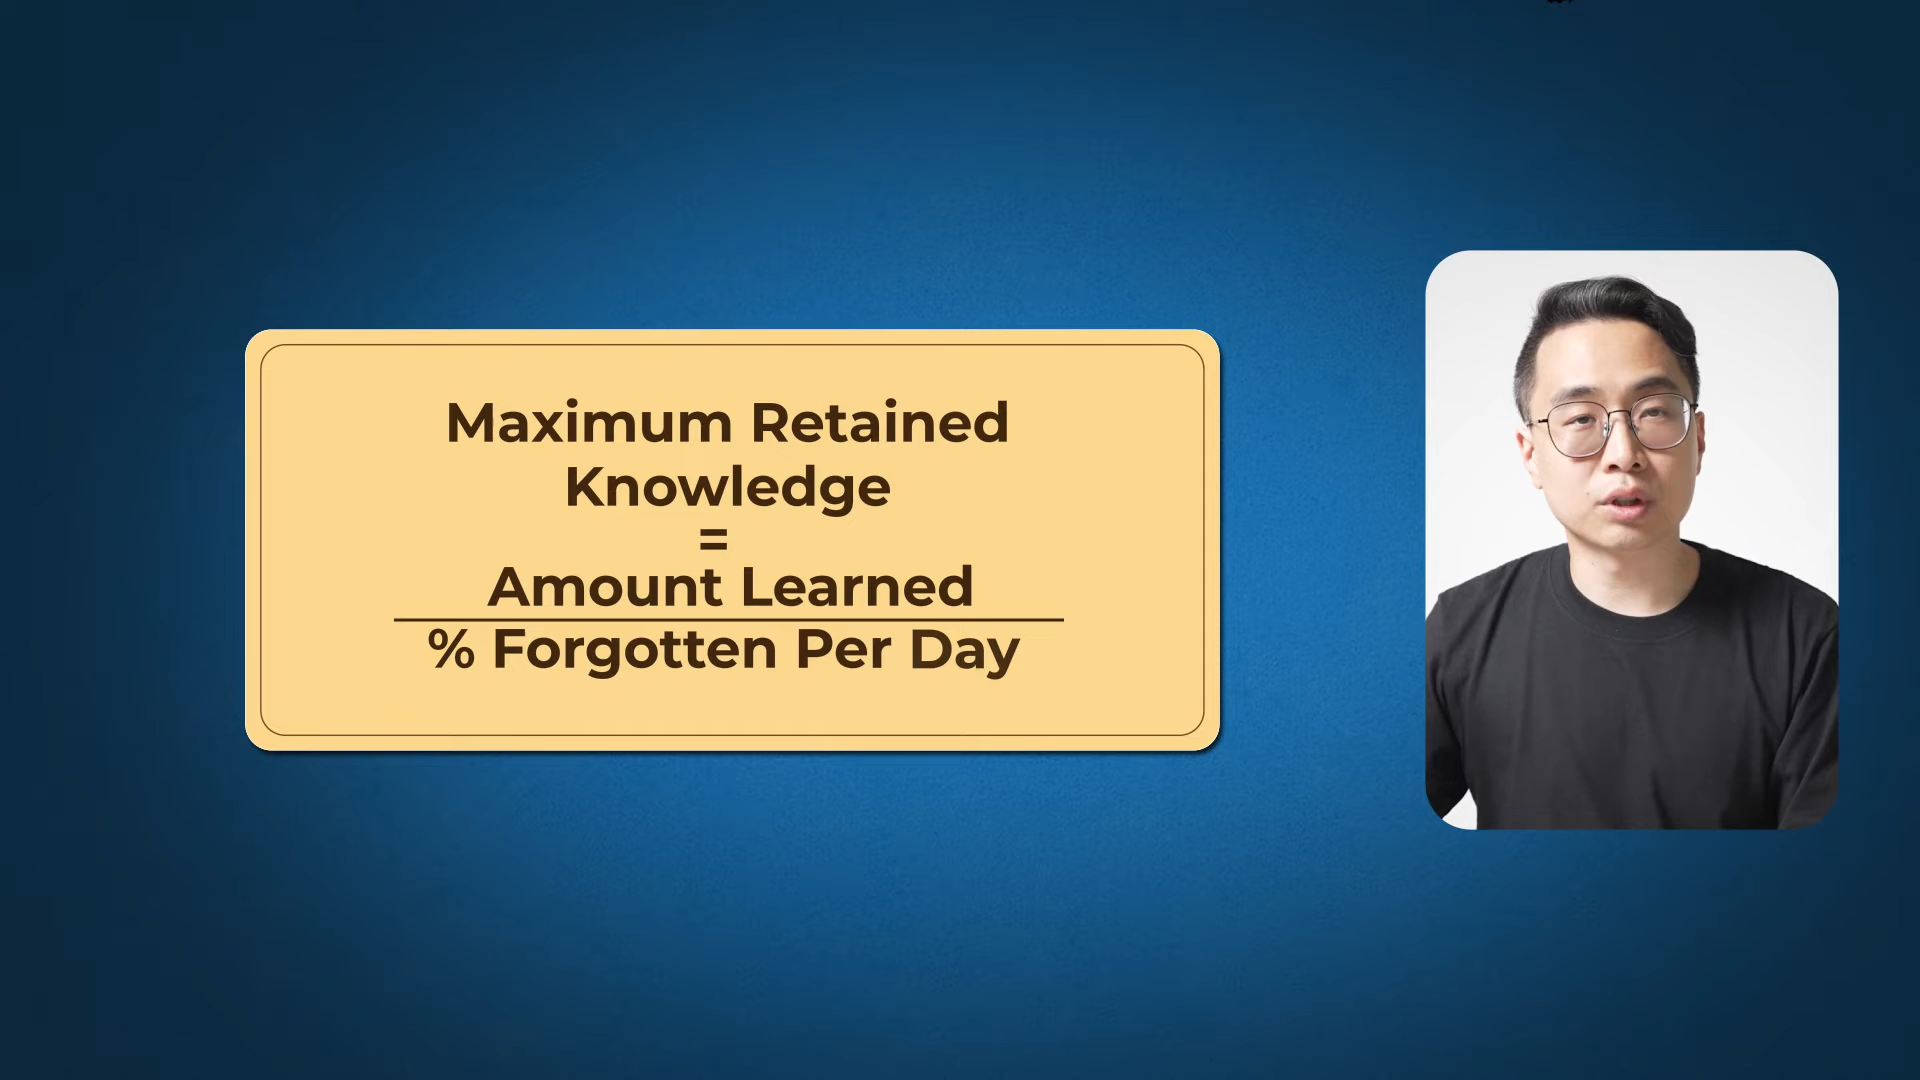 Maximum Retained
Knowledge
=
Amount Learned
% Forgotten Per Day